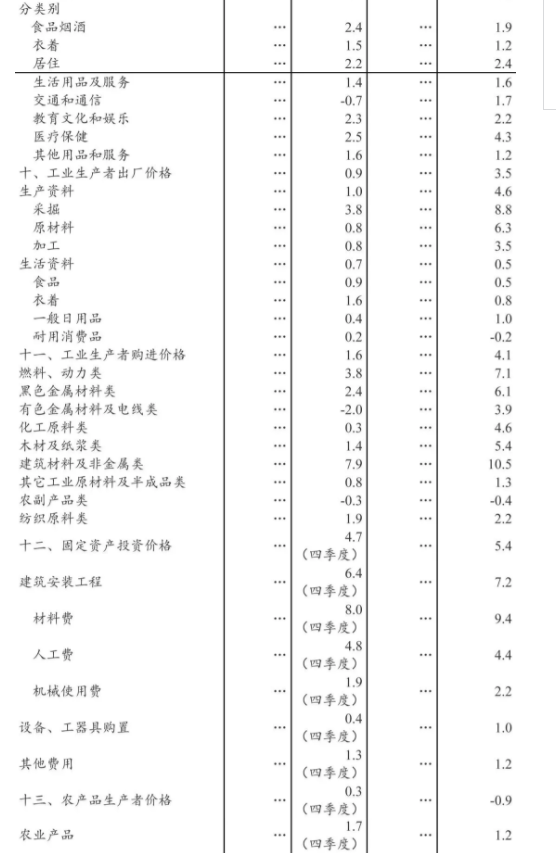 分类别
食品烟酒 … 2.4 … 1.9
衣着 … 1.5 … 1.2
居住 … 2.2 … 2.4
生活用品及服务 … 1.4 … 1.6
交通和通信 … -0.7 … 1.7
教育文化和娱乐 … 2.3 … 2.2
医疗保健 … 2.5 … 4.3
其他用品和服务 … 1.6 … 1.2
十、工业生产者出厂价格 … 0.9 … 3.5
生产资料 … 1.0 … 4.6
采掘 … 3.8 … 8.8
原材料 … 0.8 … 6.3
加工 … 0.8 … 3.5
生活资料 … 0.7 … 0.5
食品 … 0.9 … 0.5
衣着 … 1.6 … 0.8
一般日用品 … 0.4 … 1.0
耐用消费品 … 0.2 … -0.2
十一、工业生产者购进价格 … 1.6 … 4.1
燃料、动力类 … 3.8 … 7.1
黑色金属材料类 … 2.4 … 6.1
有色金属材料及电线类 … -2.0 … 3.9
化工原料类 … 0.3 … 4.6
木材及纸浆类 … 1.4 … 5.4
建筑材料及非金属类 … 7.9 … 10.5
其它工业原材料及半成品类 … 0.8 … 1.3
农副产品类 … -0.3 … -0.4
纺织原料类 … 1.9 … 2.2
十二、固定资产投资价格 … 4.7 （四季度） … 5.4
建筑安装工程 … 6.4 （四季度） … 7.2
材料费 … 8.0 （四季度） … 9.4
人工费 … 4.8 （四季度） … 4.4
机械使用费 … 1.9 （四季度） … 2.2
设备、工器具购置 … 0.4 （四季度） … 1.0
其他费用 … 1.3 （四季度） … 1.2
十三、农产品生产者价格 … 0.3 （四季度） … -0.9
农业产品 … 1.7 （四季度） … 1.2